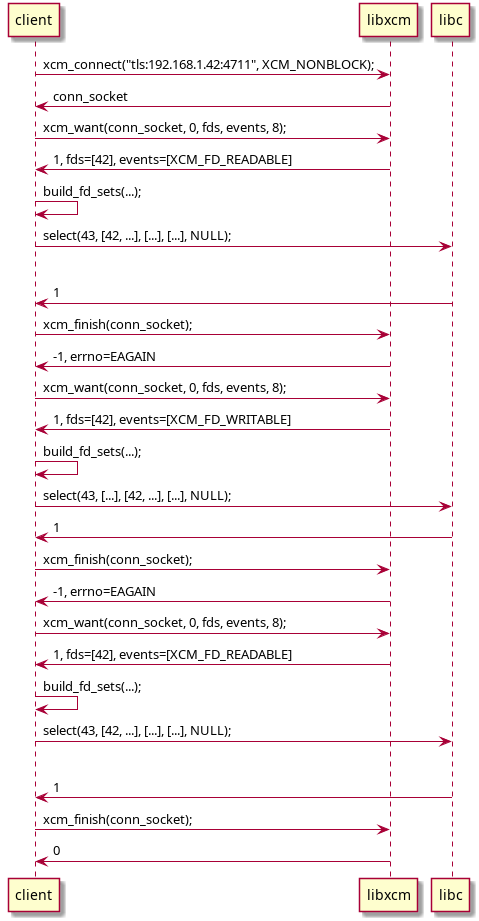 client libxcm libc
xcm_connect("tls:192.168.1.42:4711", XCM_NONBLOCK);
conn_socket
xcm_want(conn_socket, 0, fds, events, 8);
1, fds=[42], events=[XCM_FD_READABLE]
build_fd_sets(...);
select(43, [42, ...], [...], [...], NULL);
1
xcm_finish(conn_socket);
-1, errno=EAGAIN
xcm_want(conn_socket, 0, fds, events, 8);
1, fds=[42], events=[XCM_FD_WRITABLE]
build_fd_sets(...);
select(43, [...], [42, ...], [...], NULL);
1
xcm_finish(conn_socket);
-1, errno=EAGAIN
xcm_want(conn_socket, 0, fds, events, 8);
1, fds=[42], events=[XCM_FD_READABLE]
build_fd_sets(...);
select(43, [42, ...], [...], [...], NULL);
1
xcm_finish(conn_socket);
0
client libxcm libc